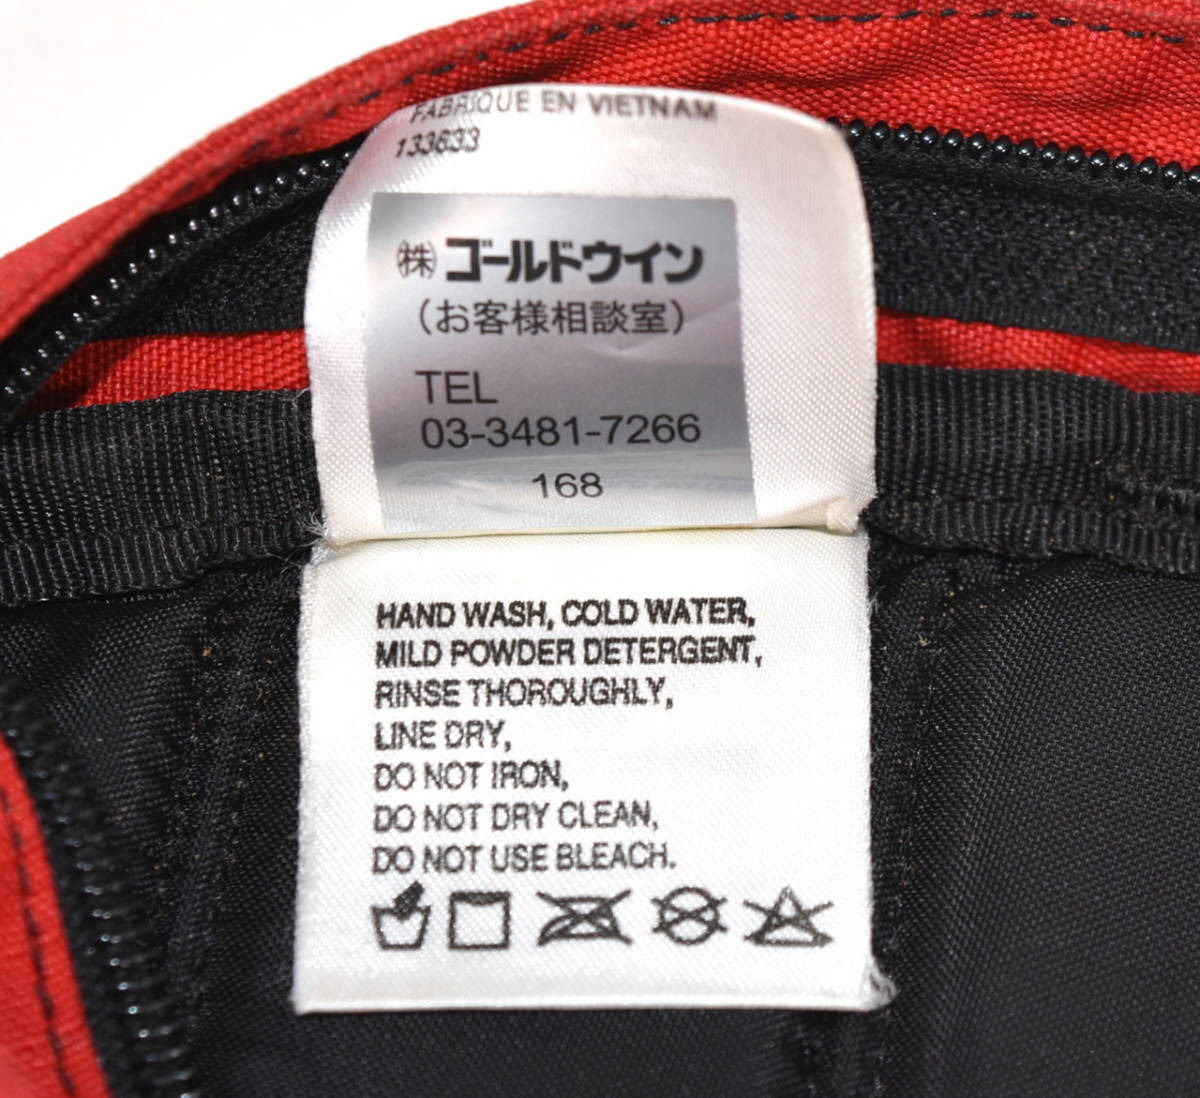 FABRIQUE EN VIETNAM
133633
㈱ゴールドウイン
（お客様相談室）
TEL
03-3481-7266
168
HAND WASH, COLD WATER,
MILD POWDER DETERGENT,
RINSE THOROUGHLY,
LINE DRY,
DO NOT IRON,
DO NOT DRY CLEAN,
DO NOT USE BLEACH.